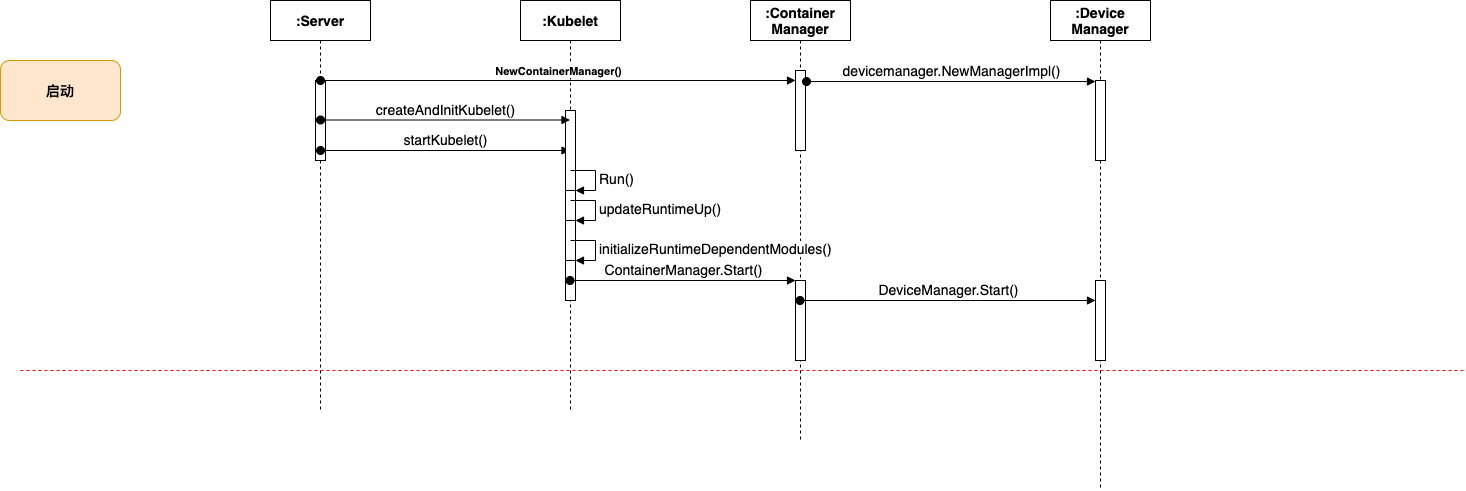 :Server
:Kubelet
:Container
Manager
:Device
Manager
启动
NewContainerManager()
devicemanager.NewManagerImpl()
createAndInitKubelet()
startKubelet()
Run()
updateRuntimeUp()
initializeRuntimeDependentModules()
ContainerManager.Start()
DeviceManager.Start()